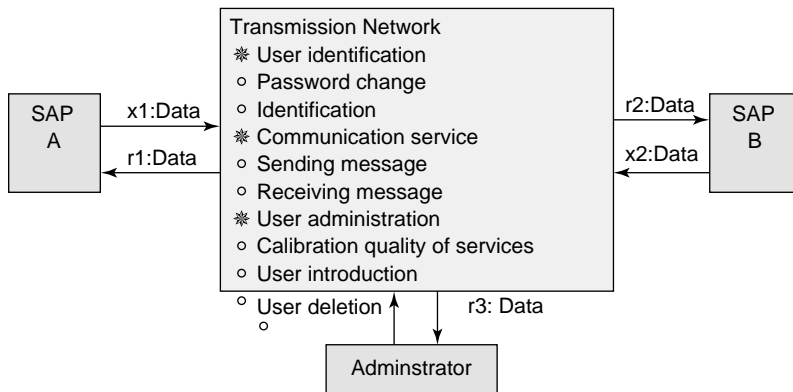 Transmission Network
✵ User identification
○ Password change
○ Identification
✵ Communication service
○ Sending message
○ Receiving message
✵ User administration
○ Calibration quality of services
○ User introduction
○ User deletion
○
SAP
A
x1:Data
r1:Data
r2:Data
x2:Data
SAP
B
r3: Data
Adminstrator